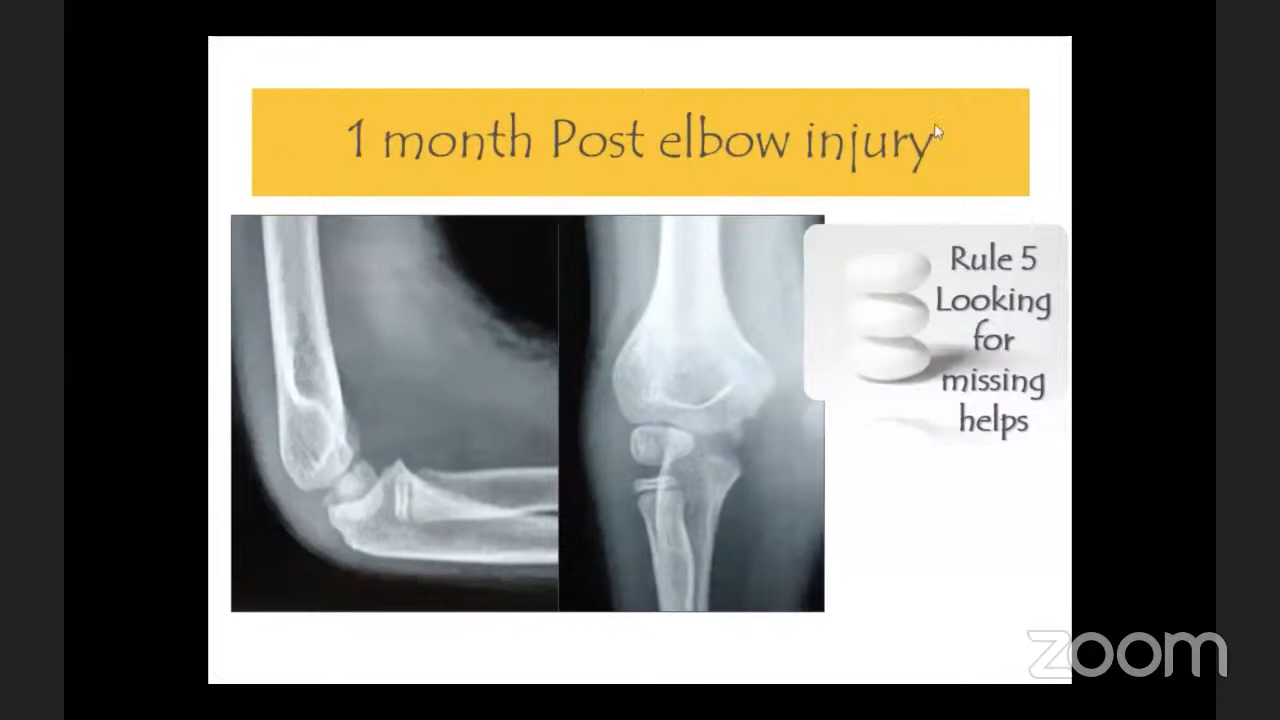 1 month Post elbow injury
Rule 5
Looking
for
missing
helps
zoom